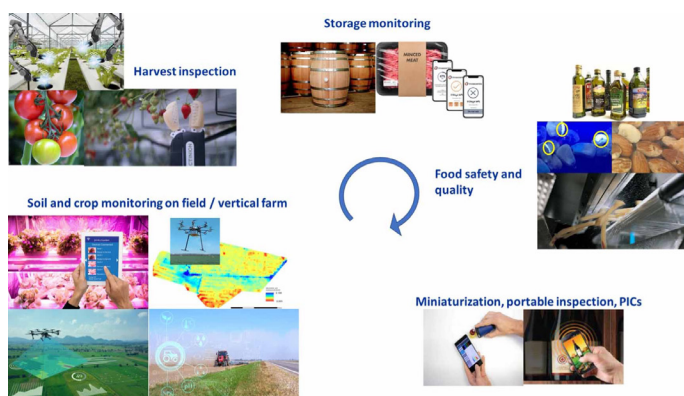 Storage monitoring
Harvest inspection
MINCED
MEAT
Food safety and
quality
Soil and crop monitoring on field / vertical farm
Miniaturization, portable inspection, PICs